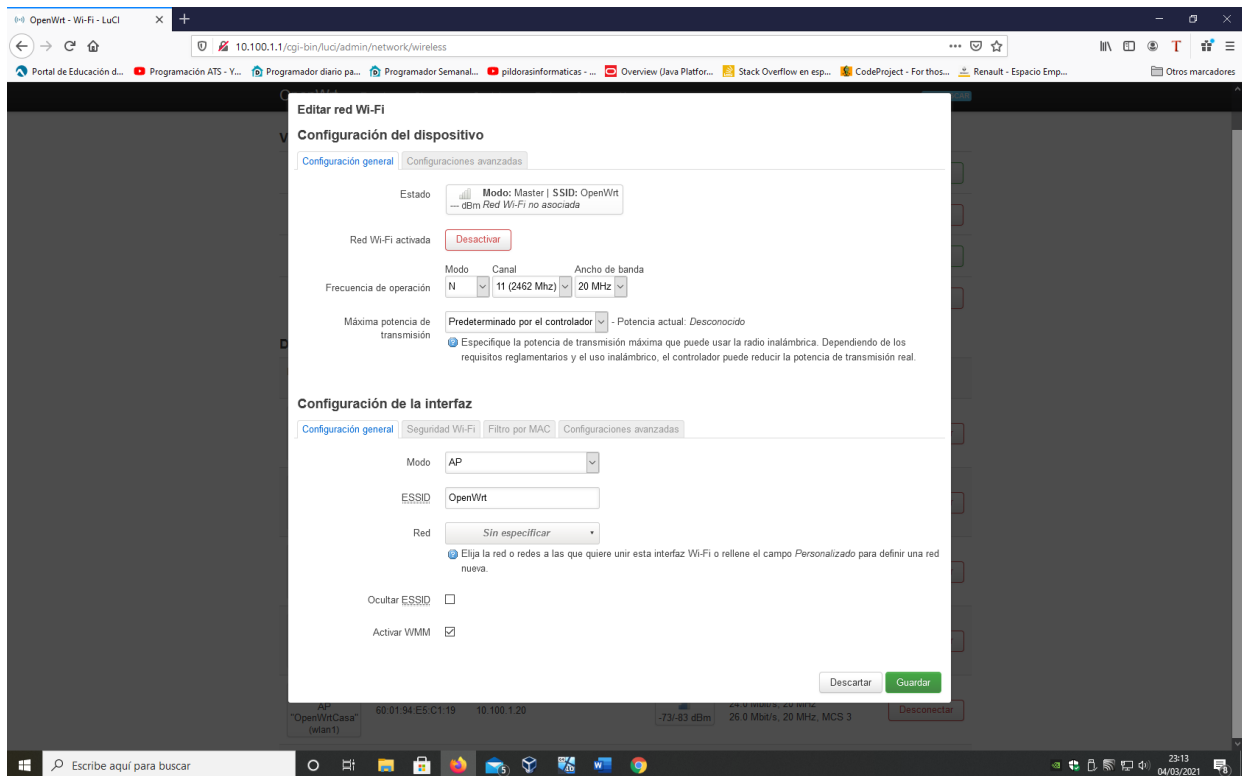 OpenWrt - Wi-Fi - LuCI
10.100.1.1/cgi-bin/luci/admin/network/wireless
Portal de Educación d... Programación ATS - Y... Programador diario pa... Programador Semanal... pildorasinformaticas - ... Overview (Java Platfor... Stack Overflow en esp... CodeProject - For thos... Renault - Espacio Emp... Otros marcadores
Editar red Wi-Fi
Configuración del dispositivo
Configuración general Configuraciones avanzadas
Estado
Modo: Master | SSID: OpenWrt
--- dBm Red Wi-Fi no asociada
Red Wi-Fi activada Desactivar
Modo Canal Ancho de banda
Frecuencia de operación N 11 (2462 Mhz) 20 MHz
Máxima potencia de transmisión Predeterminado por el controlador - Potencia actual: Desconocido
Especifique la potencia de transmisión máxima que puede usar la radio inalámbrica. Dependiendo de los
requisitos reglamentarios y el uso inalámbrico, el controlador puede reducir la potencia de transmisión real.
Configuración de la interfaz
Configuración general Seguridad Wi-Fi Filtro por MAC Configuraciones avanzadas
Modo AP
ESSID OpenWrt
Red Sin especificar
Elija la red o redes a las que quiere unir esta interfaz Wi-Fi o rellene el campo Personalizado para definir una red
nueva.
Ocultar ESSID
Activar WMM
Descartar Guardar
AP
"OpenWrtCasa"
(wlan1)
60:01:94:E5:C1:19 10.100.1.20 -73/-83 dBm
24.0 Mbit/s, 20 MHz
26.0 Mbit/s, 20 MHz, MCS 3
Desconectar
Escribe aquí para buscar
23:13
04/03/2021